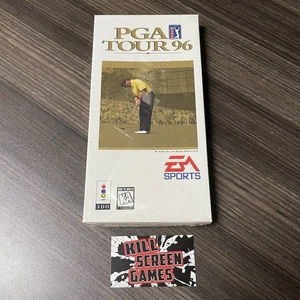 PGA
TOUR 96
EA
SPORTS
3DO
K-A
KILL
SCREEN
GAMES